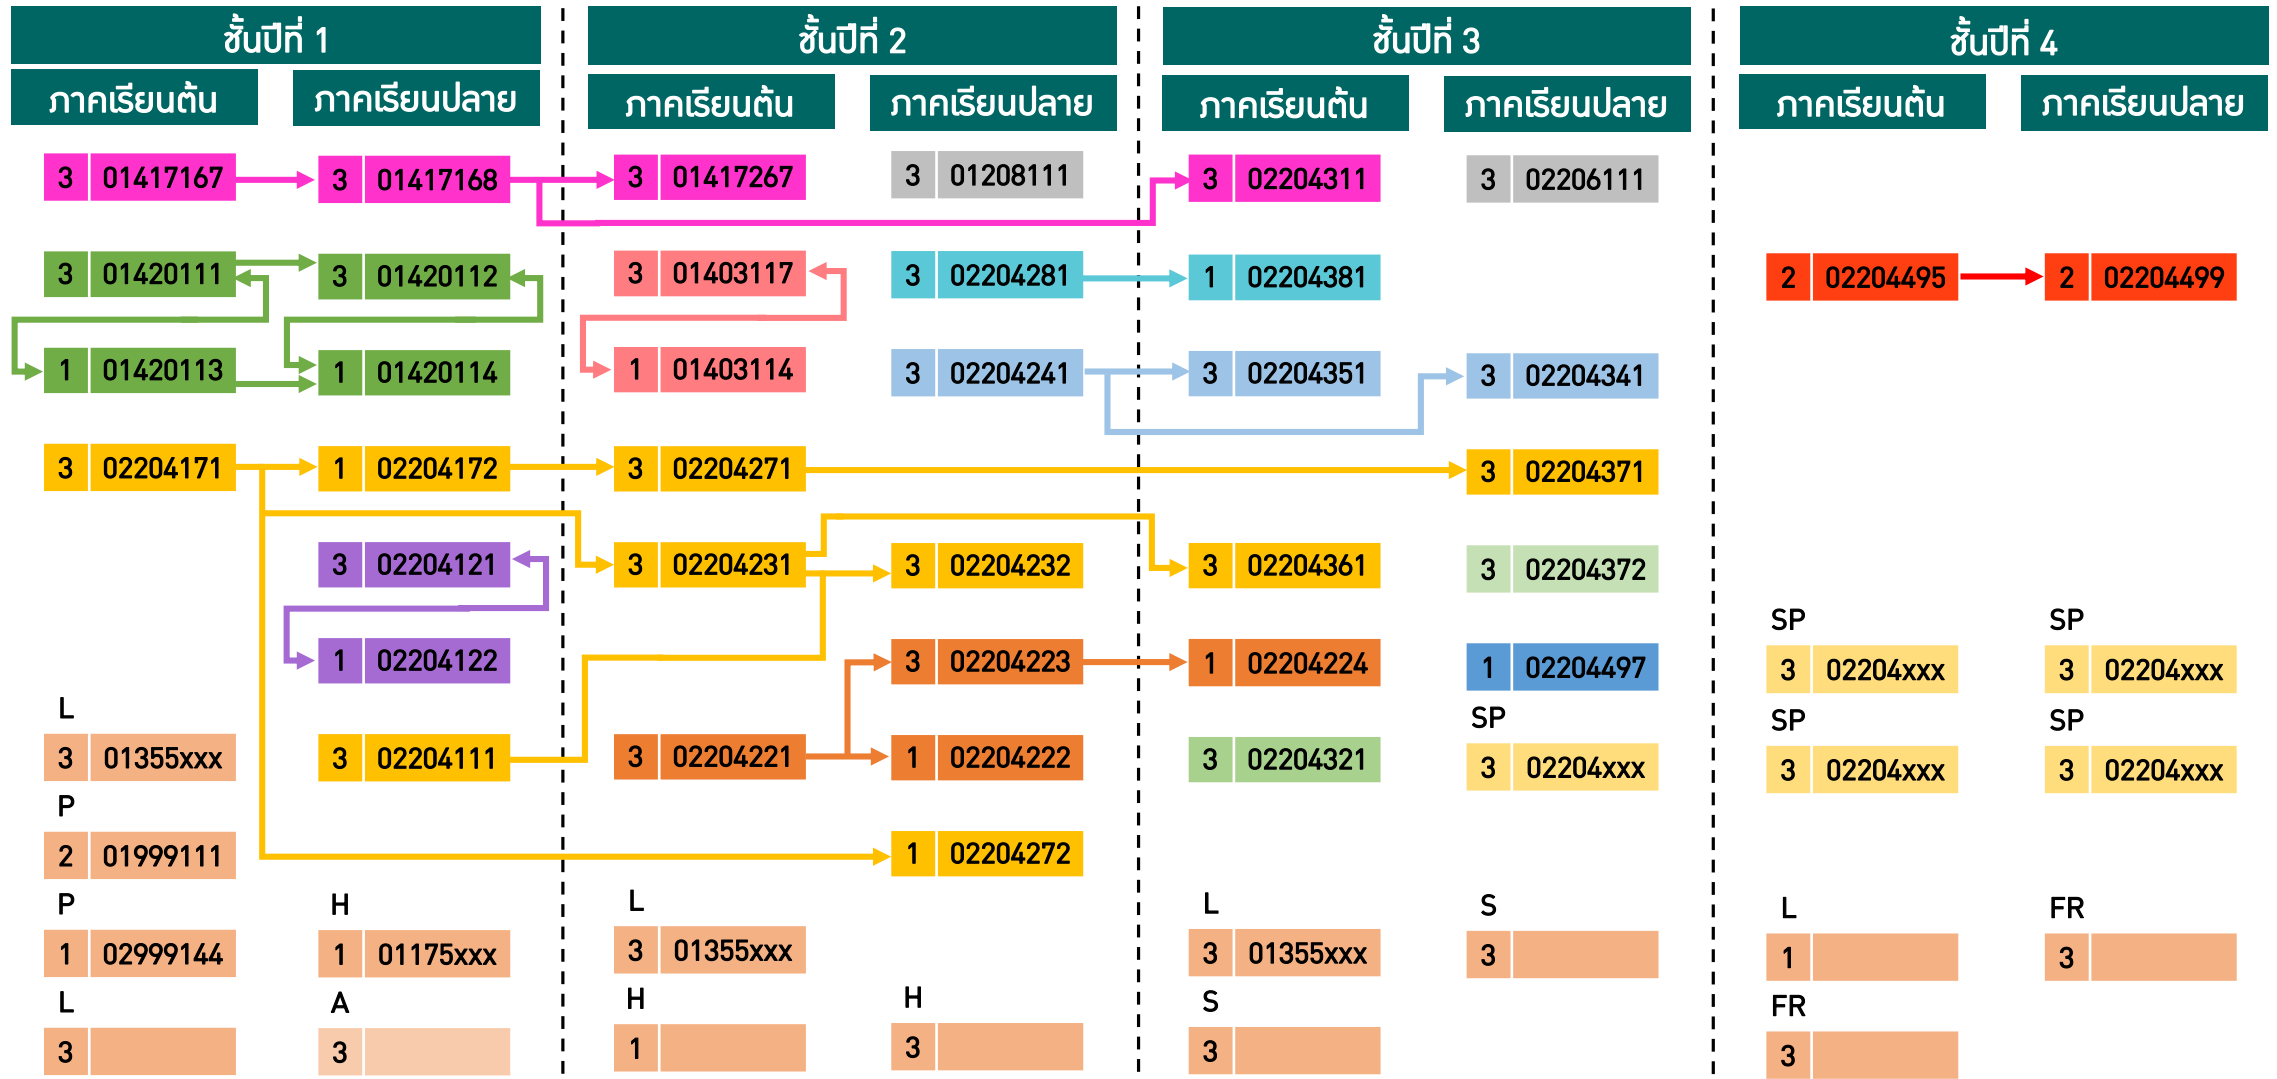 ชั้นปีที่ 1
ภาคเรียนต้น
ภาคเรียนปลาย
3 01417167
3 01417168
3 01420111
3 01420112
1 01420113
1 01420114
3 02204171
1 02204172
3 02204121
1 02204122
L
3 01355xxx
3 02204111
P
2 01999111
P
1 02999144
H
1 01175xxx
L
3
A
3
ชั้นปีที่ 2
ภาคเรียนต้น
ภาคเรียนปลาย
3 01417267
3 01208111
3 01403117
3 02204281
1 01403114
3 02204241
3 02204271
3 02204231
3 02204232
3 02204223
3 02204221
1 02204222
1 02204272
L
3 01355xxx
H
1
H
3
ชั้นปีที่ 3
ภาคเรียนต้น
ภาคเรียนปลาย
3 02204311
3 02206111
1 02204381
3 02204351
3 02204341
3 02204371
3 02204361
3 02204372
1 02204224
1 02204497
3 02204321
SP
3 02204xxx
L
3 01355xxx
S
3
S
3
ชั้นปีที่ 4
ภาคเรียนต้น
ภาคเรียนปลาย
2 02204495
2 02204499
SP
3 02204xxx
SP
3 02204xxx
SP
3 02204xxx
SP
3 02204xxx
L
1
FR
3
FR
3